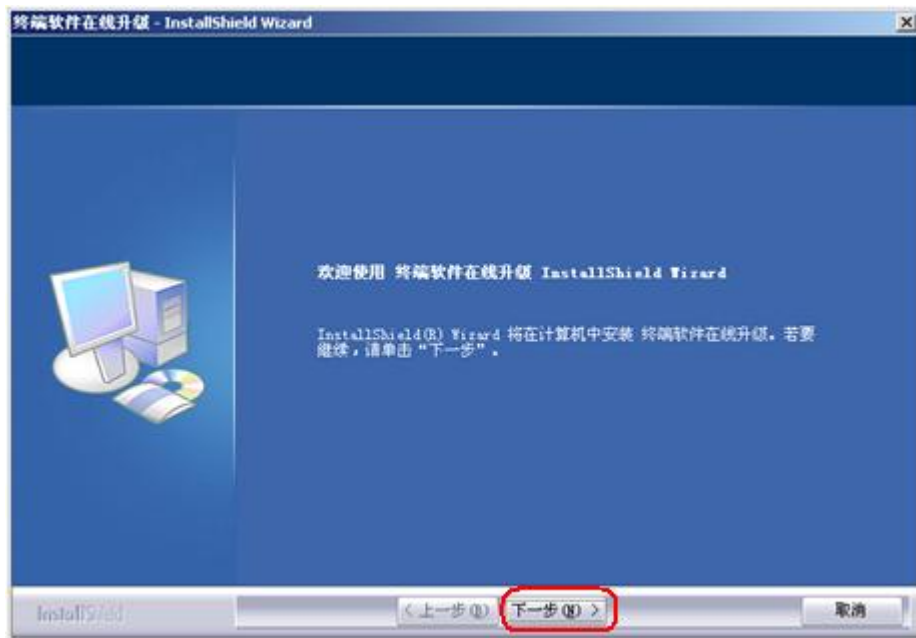 终端软件在线升级 - InstallShield Wizard
欢迎使用 终端软件在线升级 InstallShield Wizard
InstallShield(R) Wizard 将在计算机中安装 终端软件在线升级。若要
继续，请单击“下一步”。
InstallShield
< 上一步(B)
下一步(N) >
取消